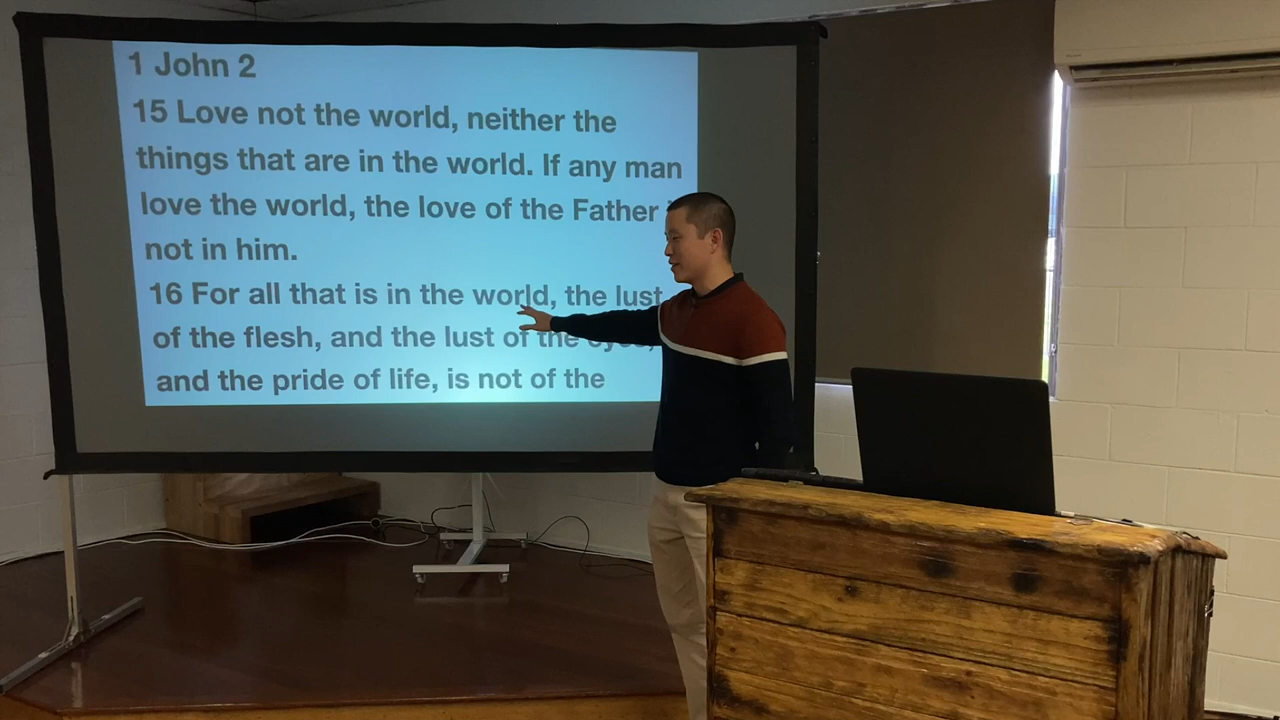 1 John 2
15 Love not the world, neither the
things that are in the world. If any man
love the world, the love of the Father
not in him.
16 For all that is in the world, the lust
of the flesh, and the lust of the eyes,
and the pride of life, is not of the